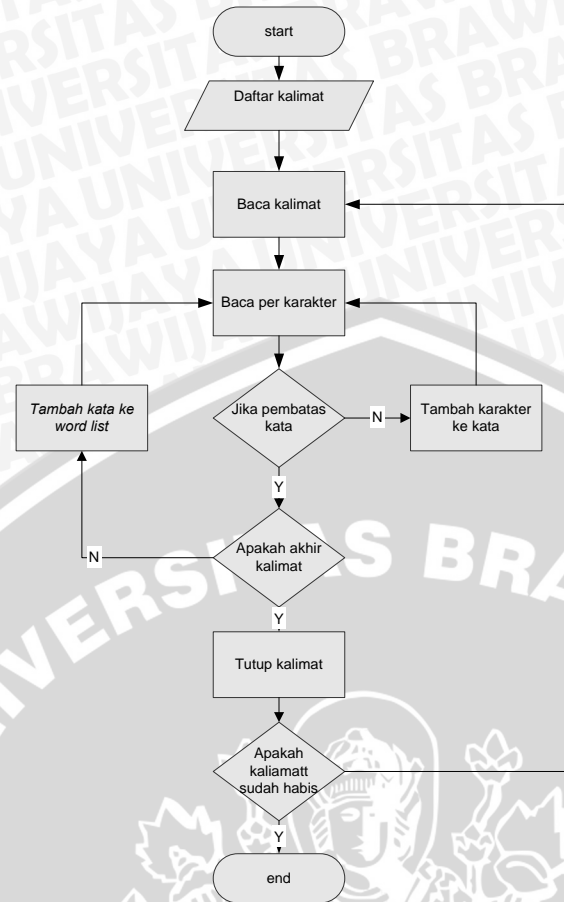 start
Daftar kalimat
Baca kalimat
Baca per karakter
Tambah kata ke
word list
Jika pembatas
kata
N
Tambah karakter
ke kata
Y
Apakah akhir
kalimat
N
Y
Tutup kalimat
Apakah
kaliamatt
sudah habis
Y
end